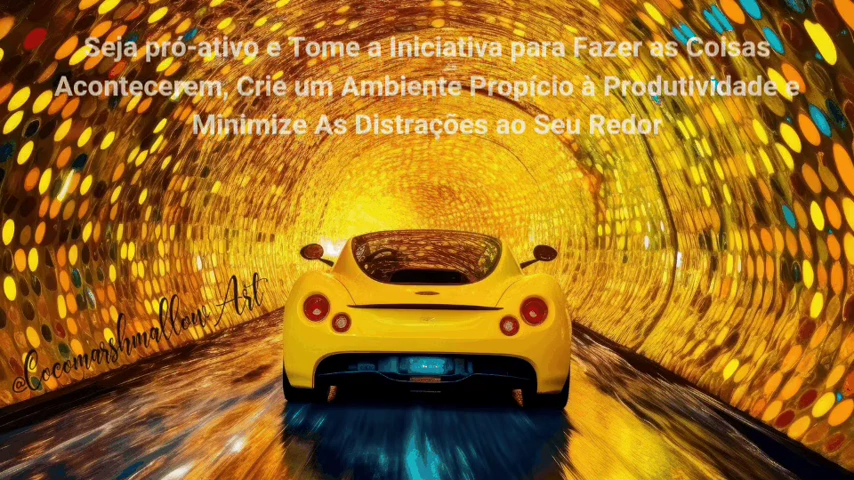 Seja pró-ativo e Tome a Iniciativa para Fazer as Coisas
Acontecerem, Crie um Ambiente Propício à Produtividade e
Minimize As Distrações ao Seu Redor
@Cocomarshmallow Art